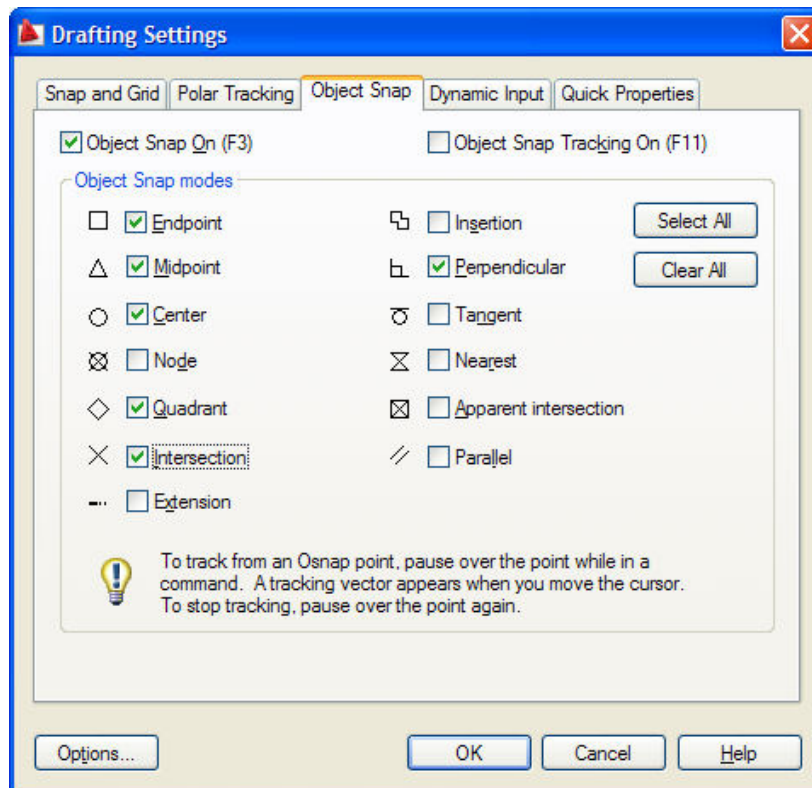 Drafting Settings
Snap and Grid Polar Tracking Object Snap Dynamic Input Quick Properties
Object Snap On (F3) Object Snap Tracking On (F11)
Object Snap modes
Endpoint Insertion Select All
Midpoint Perpendicular Clear All
Center Tangent
Node Nearest
Quadrant Apparent intersection
Intersection Parallel
Extension
To track from an Osnap point, pause over the point while in a
command. A tracking vector appears when you move the cursor.
To stop tracking, pause over the point again.
Options... OK Cancel Help